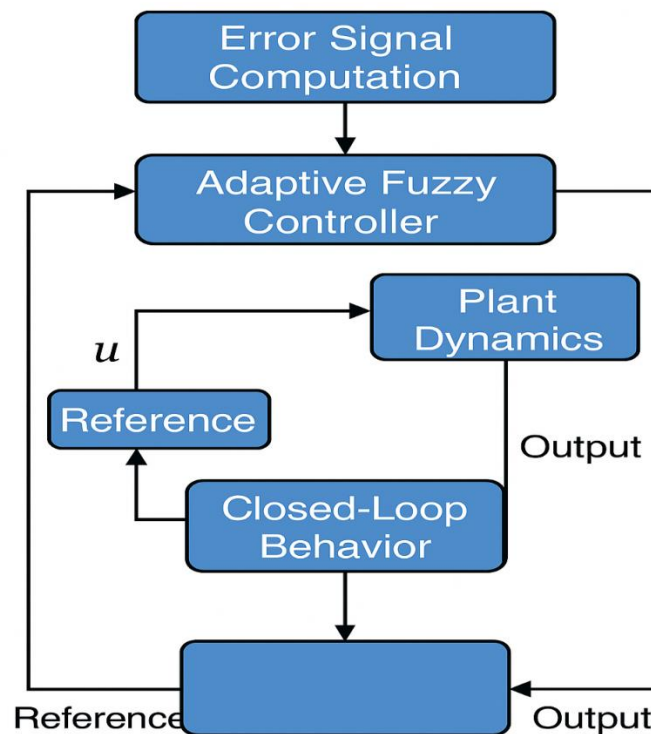 Error Signal
Computation
Adaptive Fuzzy
Controller
Plant
Dynamics
u
Reference
Output
Closed-Loop
Behavior
Reference
Output